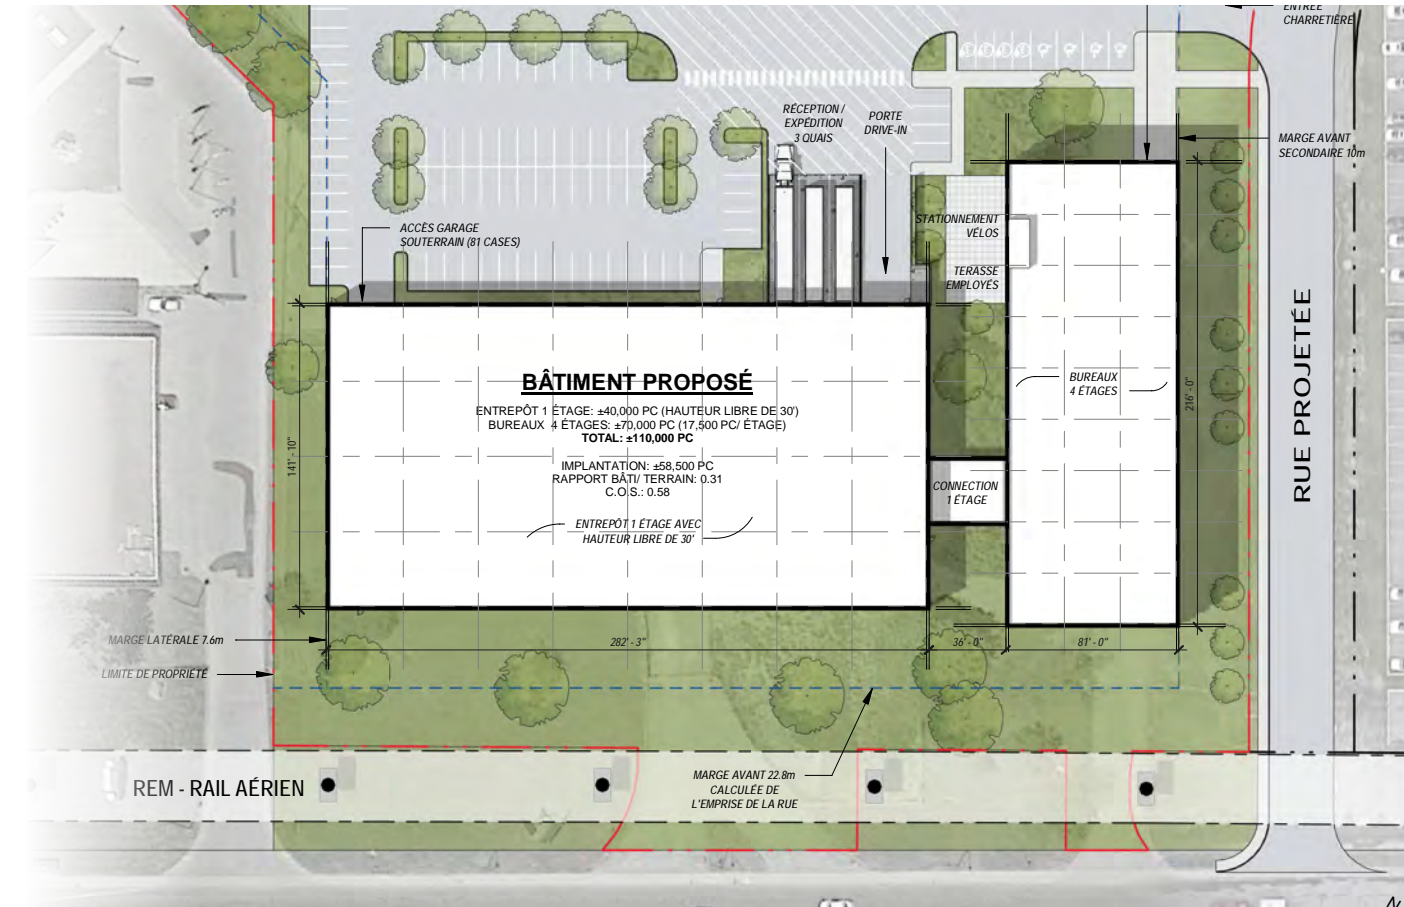 ENTRÉE
CHARRETIÈRE
RÉCEPTION /
EXPÉDITION
3 QUAIS
PORTE
DRIVE-IN
MARGE AVANT
SECONDAIRE 10m
STATIONNEMENT
VÉLOS
ACCÈS GARAGE
SOUTERRAIN (81 CASES)
TERASSE
EMPLOYÉS
BÂTIMENT PROPOSÉ
ENTREPÔT 1 ÉTAGE: ±40,000 PC (HAUTEUR LIBRE DE 30')
BUREAUX 4 ÉTAGES: ±70,000 PC (17,500 PC/ ÉTAGE)
TOTAL: ±110,000 PC
IMPLANTATION: ±58,500 PC
RAPPORT BÂTI/ TERRAIN: 0.31
C.O.S.: 0.58
ENTREPÔT 1 ÉTAGE AVEC
HAUTEUR LIBRE DE 30'
141' - 10"
BUREAUX
4 ÉTAGES
216' - 0"
RUE PROJETÉE
CONNECTION
1 ÉTAGE
MARGE LATÉRALE 7.6m
282' - 3"
36' - 0"
81' - 0"
LIMITE DE PROPRIÉTÉ
REM - RAIL AÉRIEN
MARGE AVANT 22.8m
CALCULÉE DE
L'EMPRISE DE LA RUE